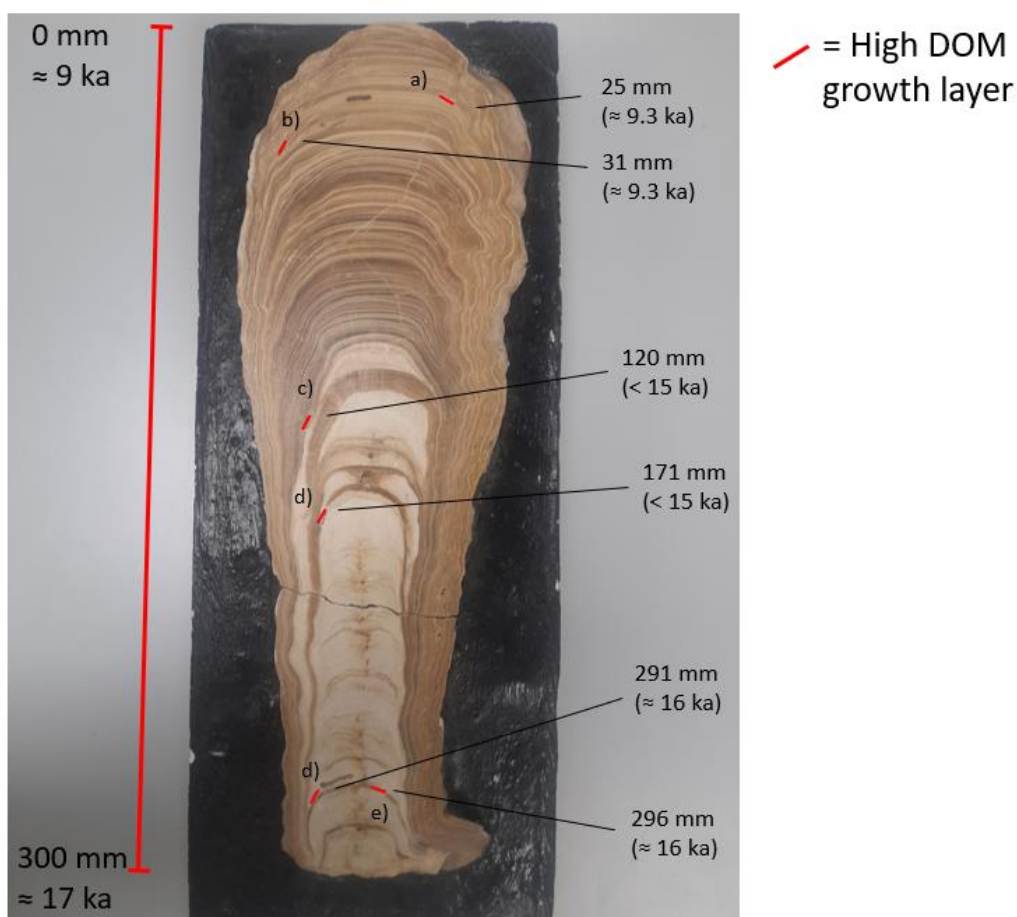 0 mm
≈ 9 ka
= High DOM
growth layer
a)
25 mm
(≈ 9.3 ka)
b)
31 mm
(≈ 9.3 ka)
120 mm
(< 15 ka)
c)
171 mm
(< 15 ka)
d)
291 mm
(≈ 16 ka)
d)
e)
296 mm
(≈ 16 ka)
300 mm
≈ 17 ka